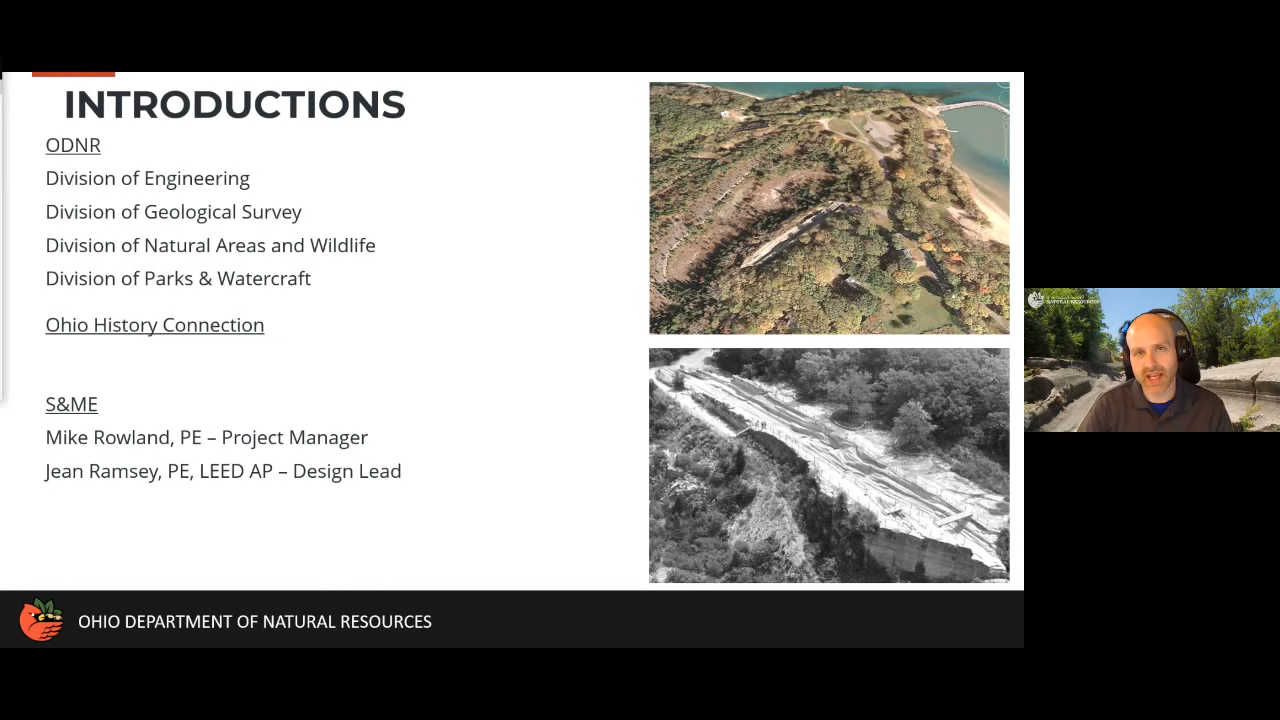 INTRODUCTIONS
ODNR
Division of Engineering
Division of Geological Survey
Division of Natural Areas and Wildlife
Division of Parks & Watercraft
Ohio History Connection
S&ME
Mike Rowland, PE – Project Manager
Jean Ramsey, PE, LEED AP – Design Lead
OHIO DEPARTMENT OF NATURAL RESOURCES
NATURAL RESOURCES